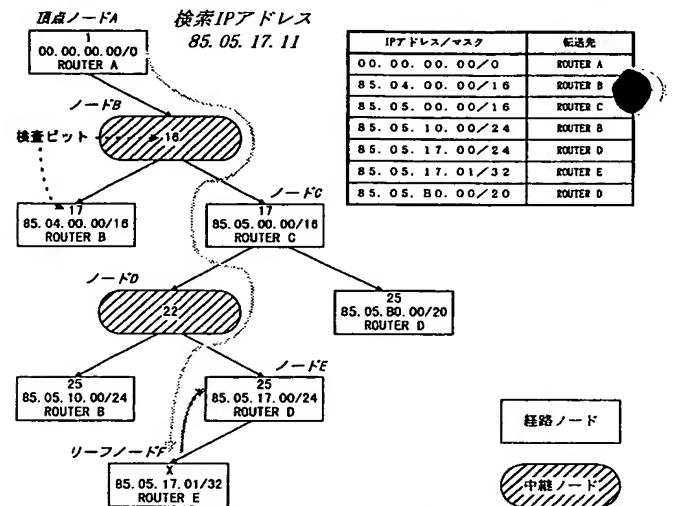 頂点ノードA
検索IPアドレス
85.05.17.11
1
00.00.00.00/0
ROUTER A
ノードB
検査ビット
16
17
85.04.00.00/16
ROUTER B
ノードC
17
85.05.00.00/16
ROUTER C
ノードD
22
25
85.05.B0.00/20
ROUTER D
25
85.05.10.00/24
ROUTER B
ノードE
25
85.05.17.00/24
ROUTER D
リーフノードF
X
85.05.17.01/32
ROUTER E
IPアドレス/マスク 転送先
00.00.00.00/0 ROUTER A
85.04.00.00/16 ROUTER B
85.05.00.00/16 ROUTER C
85.05.10.00/24 ROUTER B
85.05.17.00/24 ROUTER D
85.05.17.01/32 ROUTER E
85.05.B0.00/20 ROUTER D
経路ノード
中継ノード